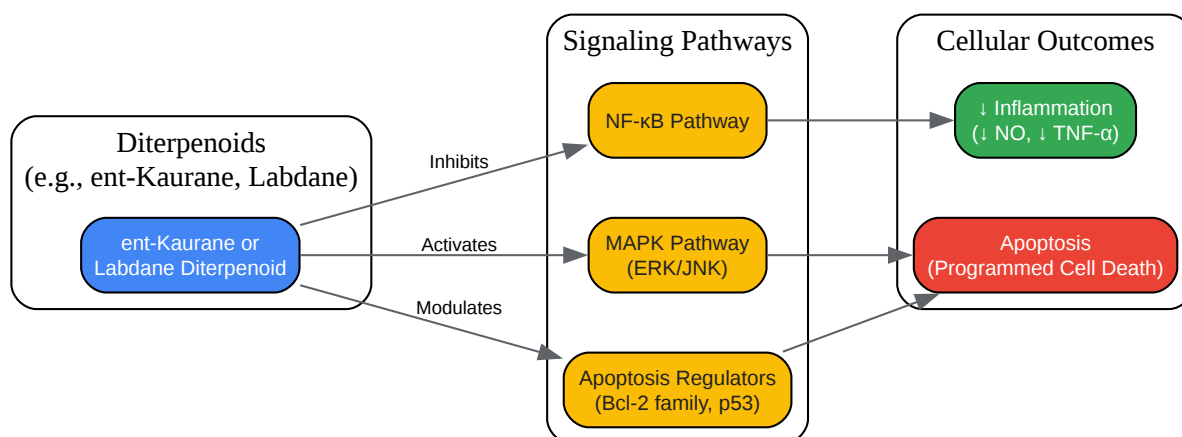 Diterpenoids
(e.g., ent-Kaurane, Labdane)
ent-Kaurane or
Labdane Diterpenoid
Inhibits
Activates
Modulates
Signaling Pathways
NF-κB Pathway
MAPK Pathway
(ERK/JNK)
Apoptosis Regulators
(Bcl-2 family, p53)
Cellular Outcomes
↓ Inflammation
(↓ NO, ↓ TNF-α)
Apoptosis
(Programmed Cell Death)